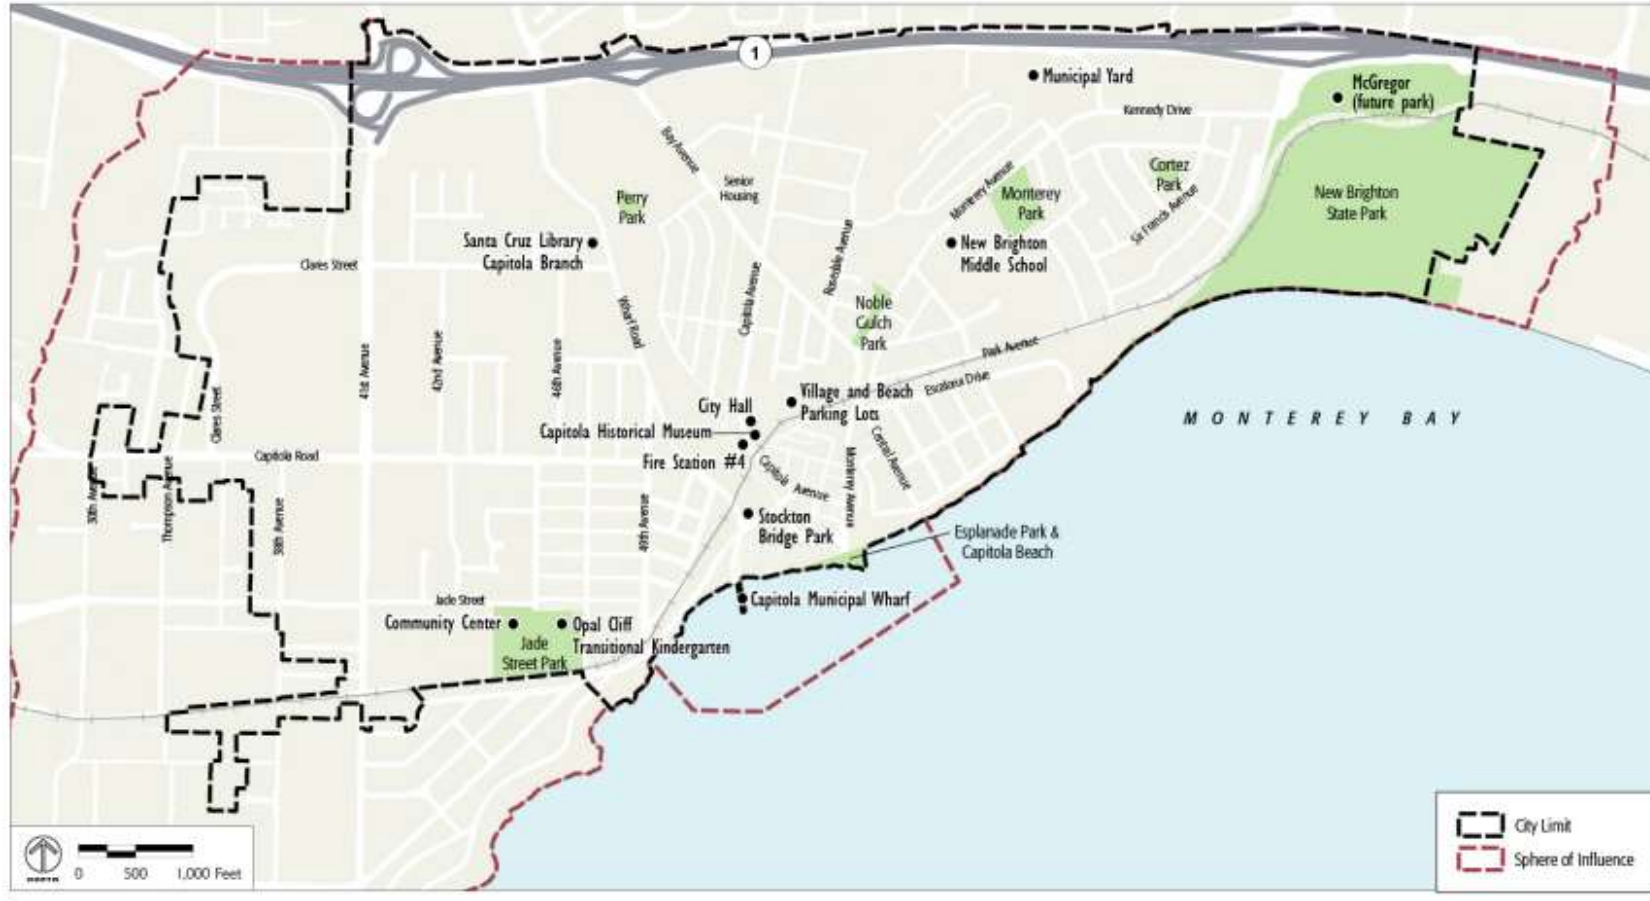 1
Municipal Yard
McGregor
(future park)
Kennedy Drive
Bay Avenue
Senior
Housing
Perry
Park
Monterey Avenue
Monterey
Park
Cortez
Park
Sir Francis Avenue
New Brighton
State Park
Santa Cruz Library
Capitola Branch
New Brighton
Middle School
Rosedale Avenue
Clares Street
Wharf Road
Capitola Avenue
Noble
Gulch
Park
41st Avenue
42nd Avenue
46th Avenue
Park Avenue
Escalona Drive
Village and Beach
Parking Lots
City Hall
Capitola Historical Museum
Fire Station #4
Clares Street
Capitola Road
MONTEREY BAY
Capitola Avenue
Monterey Avenue
Central Avenue
30th Avenue
Thompson Avenue
38th Avenue
49th Avenue
Stockton
Bridge Park
Esplanade Park &
Capitola Beach
Capitola Municipal Wharf
Jade Street
Community Center
Opal Cliff
Transitional Kindergarten
Jade
Street Park
City Limit
Sphere of Influence
NORTH
0 500 1,000 Feet